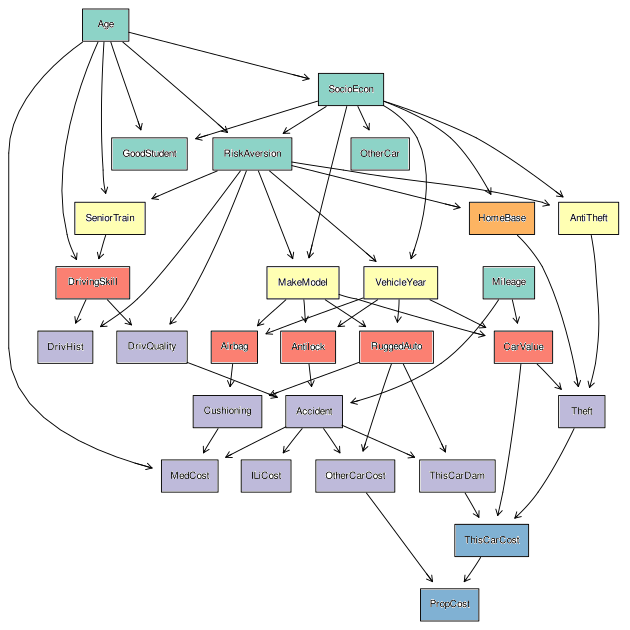 Age
SocioEcon
GoodStudent
RiskAversion
OtherCar
SeniorTrain
HomeBase
AntiTheft
DrivingSkill
MakeModel
VehicleYear
Mileage
DrivHist
DrivQuality
Airbag
Antilock
RuggedAuto
CarValue
Cushioning
Accident
Theft
MedCost
ILiCost
OtherCarCost
ThisCarDam
ThisCarCost
PropCost